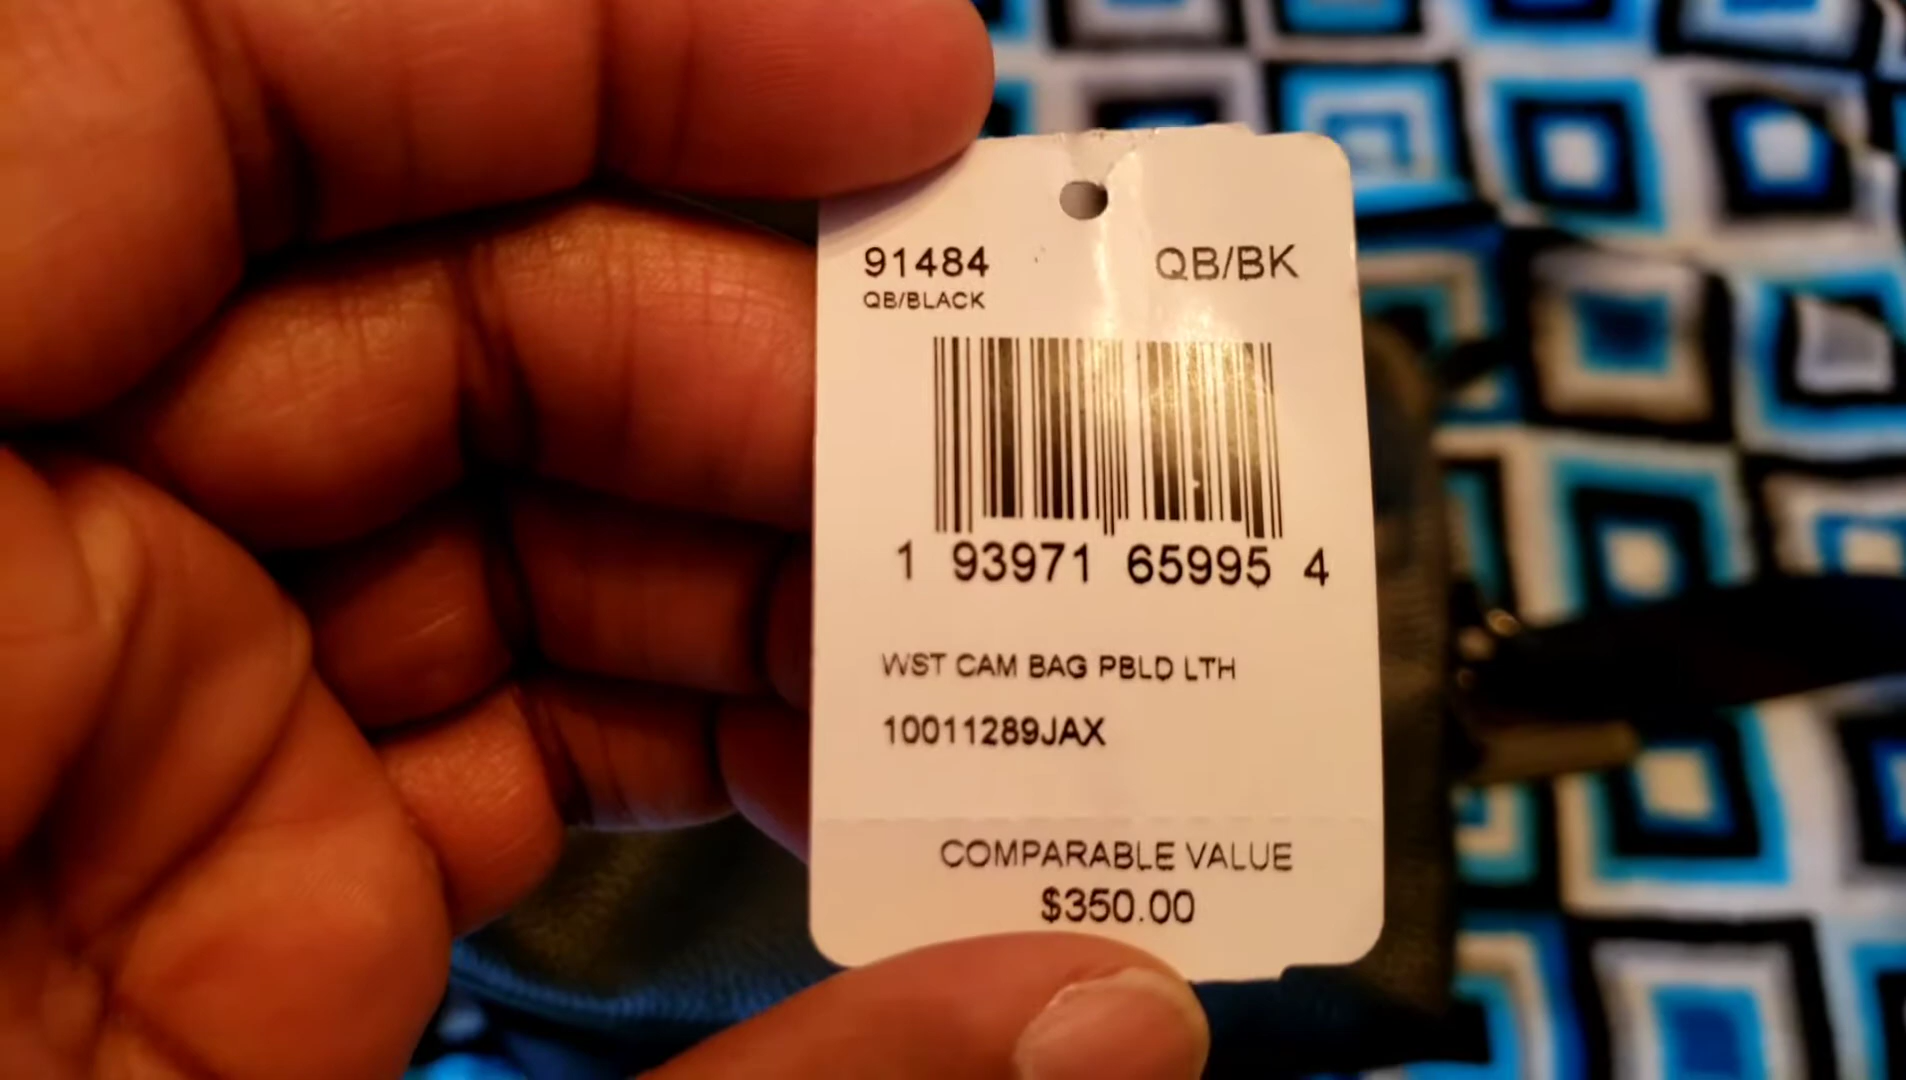 91484 QB/BK
QB/BLACK
1 93971 65995 4
WST CAM BAG PBLD LTH
10011289JAX
COMPARABLE VALUE
$350.00